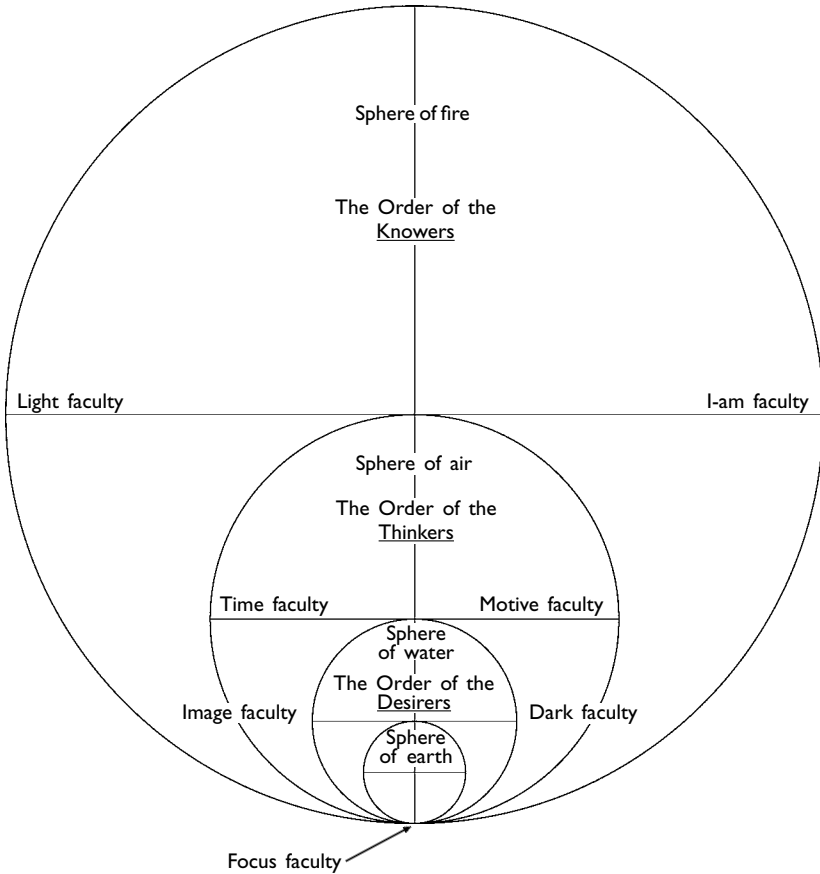 Sphere of fire
The Order of the
Knowers
Light faculty
I-am faculty
Sphere of air
The Order of the
Thinkers
Time faculty
Motive faculty
Sphere
of water
The Order of the
Desirers
Image faculty
Dark faculty
Sphere
of earth
Focus faculty